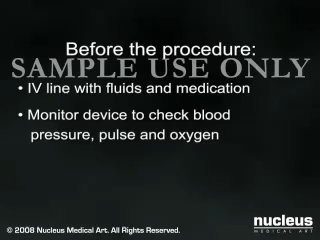 Before the procedure:
SAMPLE USE ONLY
• IV line with fluids and medication
• Monitor device to check blood
pressure, pulse and oxygen
nucleus
MEDICAL ART
© 2008 Nucleus Medical Art. All Rights Reserved.